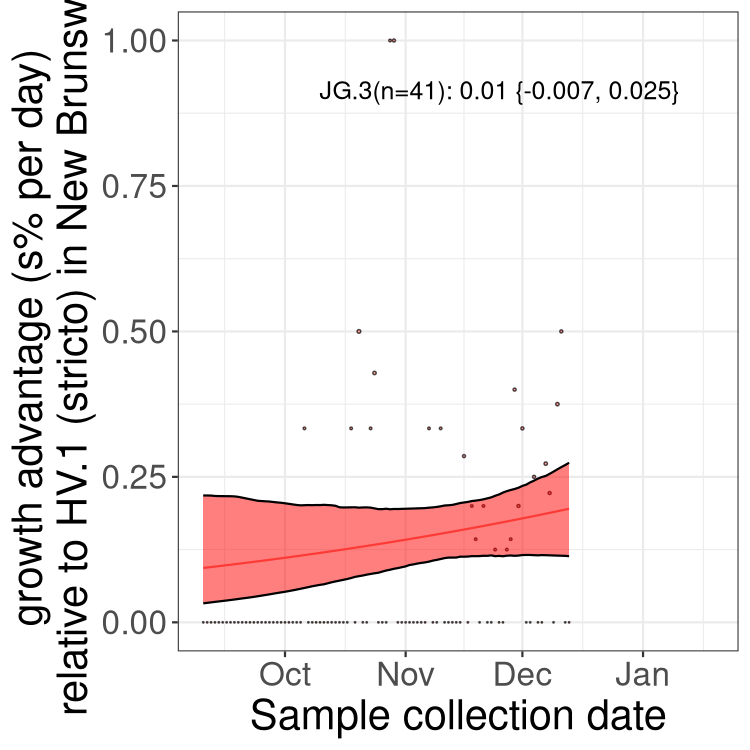 growth advantage (s% per day)
relative to HV.1 (stricto) in New Brunsw
1.00
0.75
0.50
0.25
0.00
JG.3(n=41): 0.01 {-0.007, 0.025}
Oct Nov Dec Jan
Sample collection date